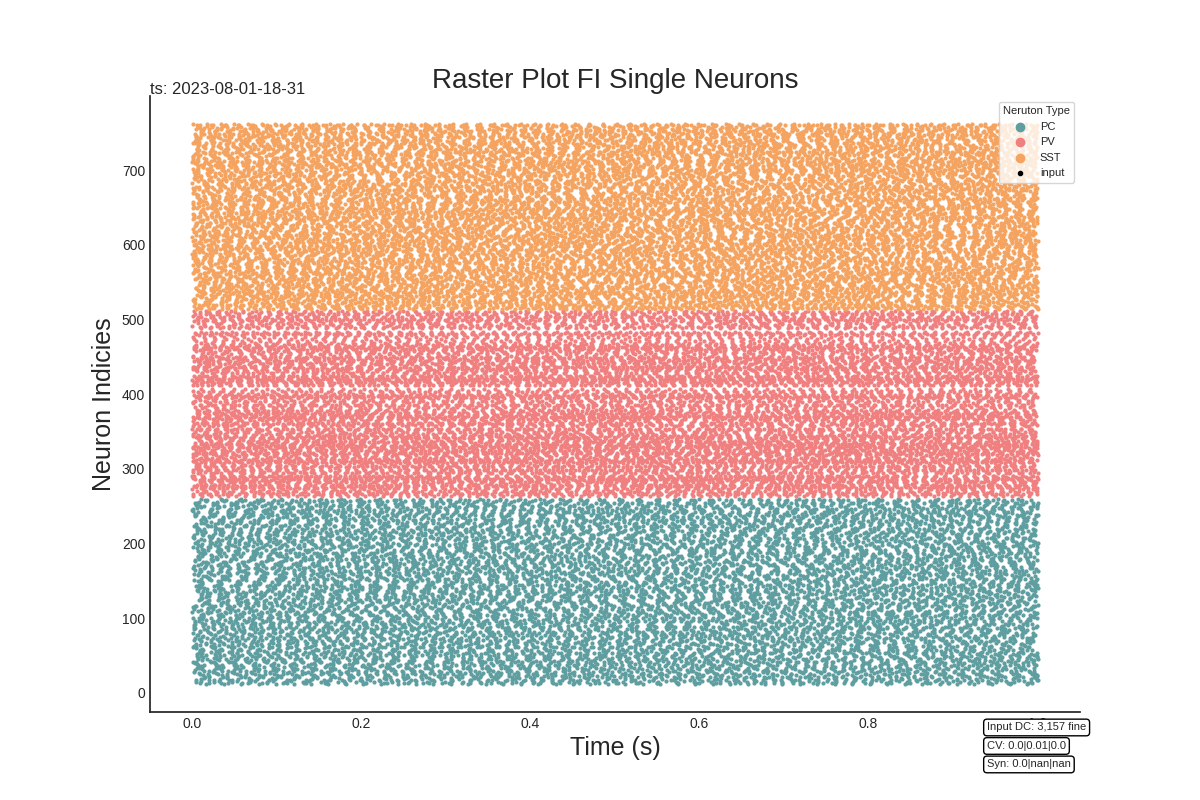 Raster Plot FI Single Neurons
ts: 2023-08-01-18-31
Neruton Type
PC
PV
SST
input
Neuron Indicies
700
600
500
400
300
200
100
0
0.0 0.2 0.4 0.6 0.8
Time (s)
Input DC: 3,157 fine
CV: 0.0|0.01|0.0
Syn: 0.0|nan|nan